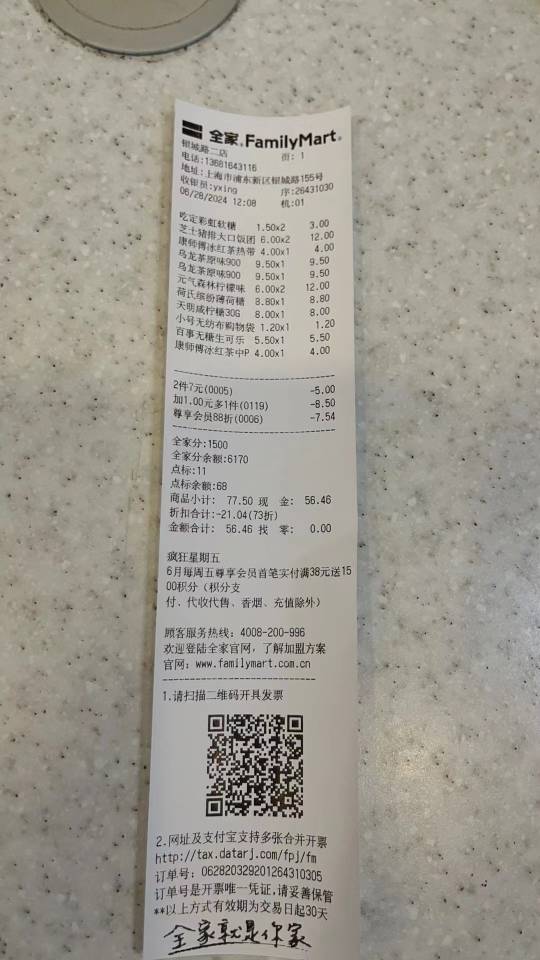 全家 FamilyMart
银城路二店 页: 1
电话:13681643116
地址:上海市浦东新区银城路155号
收银员:yxing 序:26431030
06/28/2024 12:08 机:01
吃定彩虹软糖 1.50x2 3.00
芝士猪排大口饭团 6.00x2 12.00
康师傅冰红茶热带 4.00x1 4.00
乌龙茶原味900 9.50x1 9.50
乌龙茶原味900 9.50x1 9.50
元气森林柠檬味 6.00x2 12.00
荷氏缤纷薄荷糖 8.80x1 8.80
天明咸柠糖30G 8.00x1 8.00
小号无纺布购物袋 1.20x1 1.20
百事无糖生可乐 5.50x1 5.50
康师傅冰红茶中P 4.00x1 4.00
2件7元(0005) -5.00
加1.00元多1件(0119) -8.50
尊享会员88折(0006) -7.54
全家分:1500
全家分余额:6170
点标:11
点标余额:68
商品小计: 77.50 现 金: 56.46
折扣合计:-21.04(73折)
金额合计: 56.46 找 零: 0.00
疯狂星期五
6月每周五尊享会员首笔实付满38元送15
00积分（积分支
付、代收代售、香烟、充值除外）
顾客服务热线: 4008-200-996
欢迎登陆全家官网，了解加盟方案
官网: www.familymart.com.cn
1.请扫描二维码开具发票
2.网址及支付宝支持多张合并开票
http://tax.datarj.com/fpj/fm
订单号: 062820329201264310305
订单号是开票唯一凭证,请妥善保管
**以上方式有效期为交易日起30天
全家就是你家